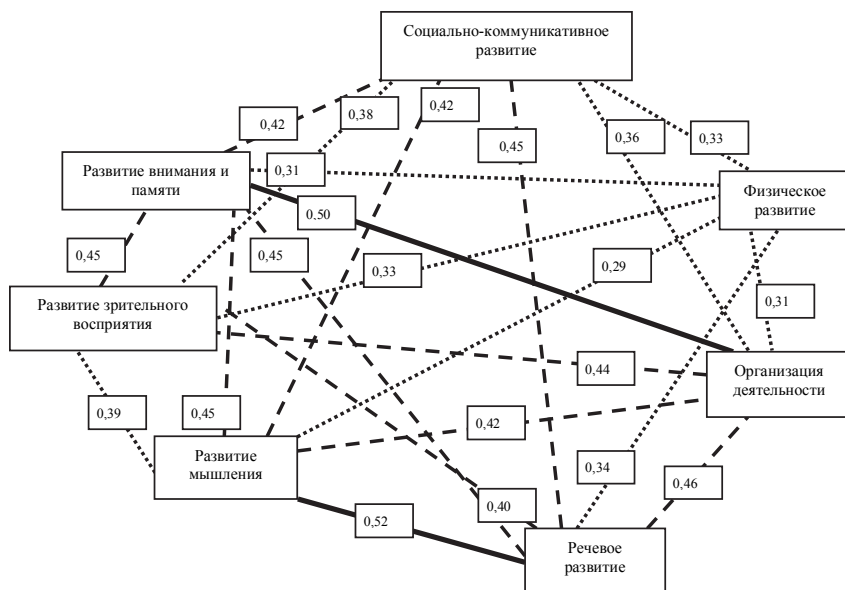 Социально-коммуникативное
развитие
0,42
0,38
0,42
0,45
0,36
0,33
Развитие внимания и
памяти
0,31
0,50
Физическое
развитие
0,45
0,45
0,33
0,29
0,31
Развитие зрительного
восприятия
0,44
Организация
деятельности
0,39
0,45
0,42
Развитие
мышления
0,34
0,46
0,40
0,52
Речевое
развитие